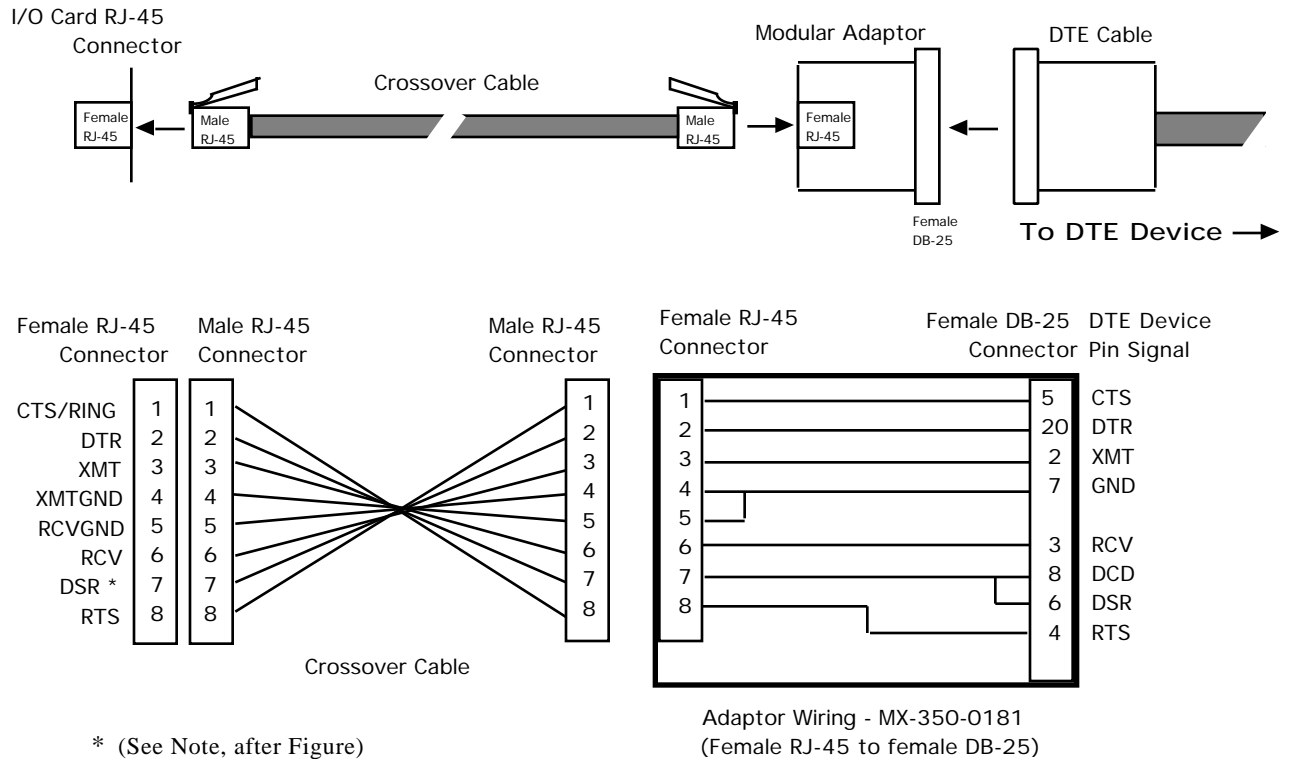 I/O Card RJ-45
Connector
Crossover Cable
Modular Adaptor
DTE Cable
Female
RJ-45
Male
RJ-45
Male
RJ-45
Female
RJ-45
Female
DB-25
To DTE Device
Female RJ-45
Connector
Male RJ-45
Connector
Male RJ-45
Connector
Female RJ-45
Connector
Female DB-25
Connector
DTE Device
Pin Signal
CTS/RING 1 1
DTR 2 2
XMT 3 3
XMTGND 4 4
RCVGND 5 5
RCV 6 6
DSR * 7 7
RTS 8 8
1
2
3
4
5
6
7
8
Crossover Cable
1 5 CTS
2 20 DTR
3 2 XMT
4 7 GND
5
6 3 RCV
7 8 DCD
8 6 DSR
4 RTS
Adaptor Wiring - MX-350-0181
(Female RJ-45 to female DB-25)
* (See Note, after Figure)